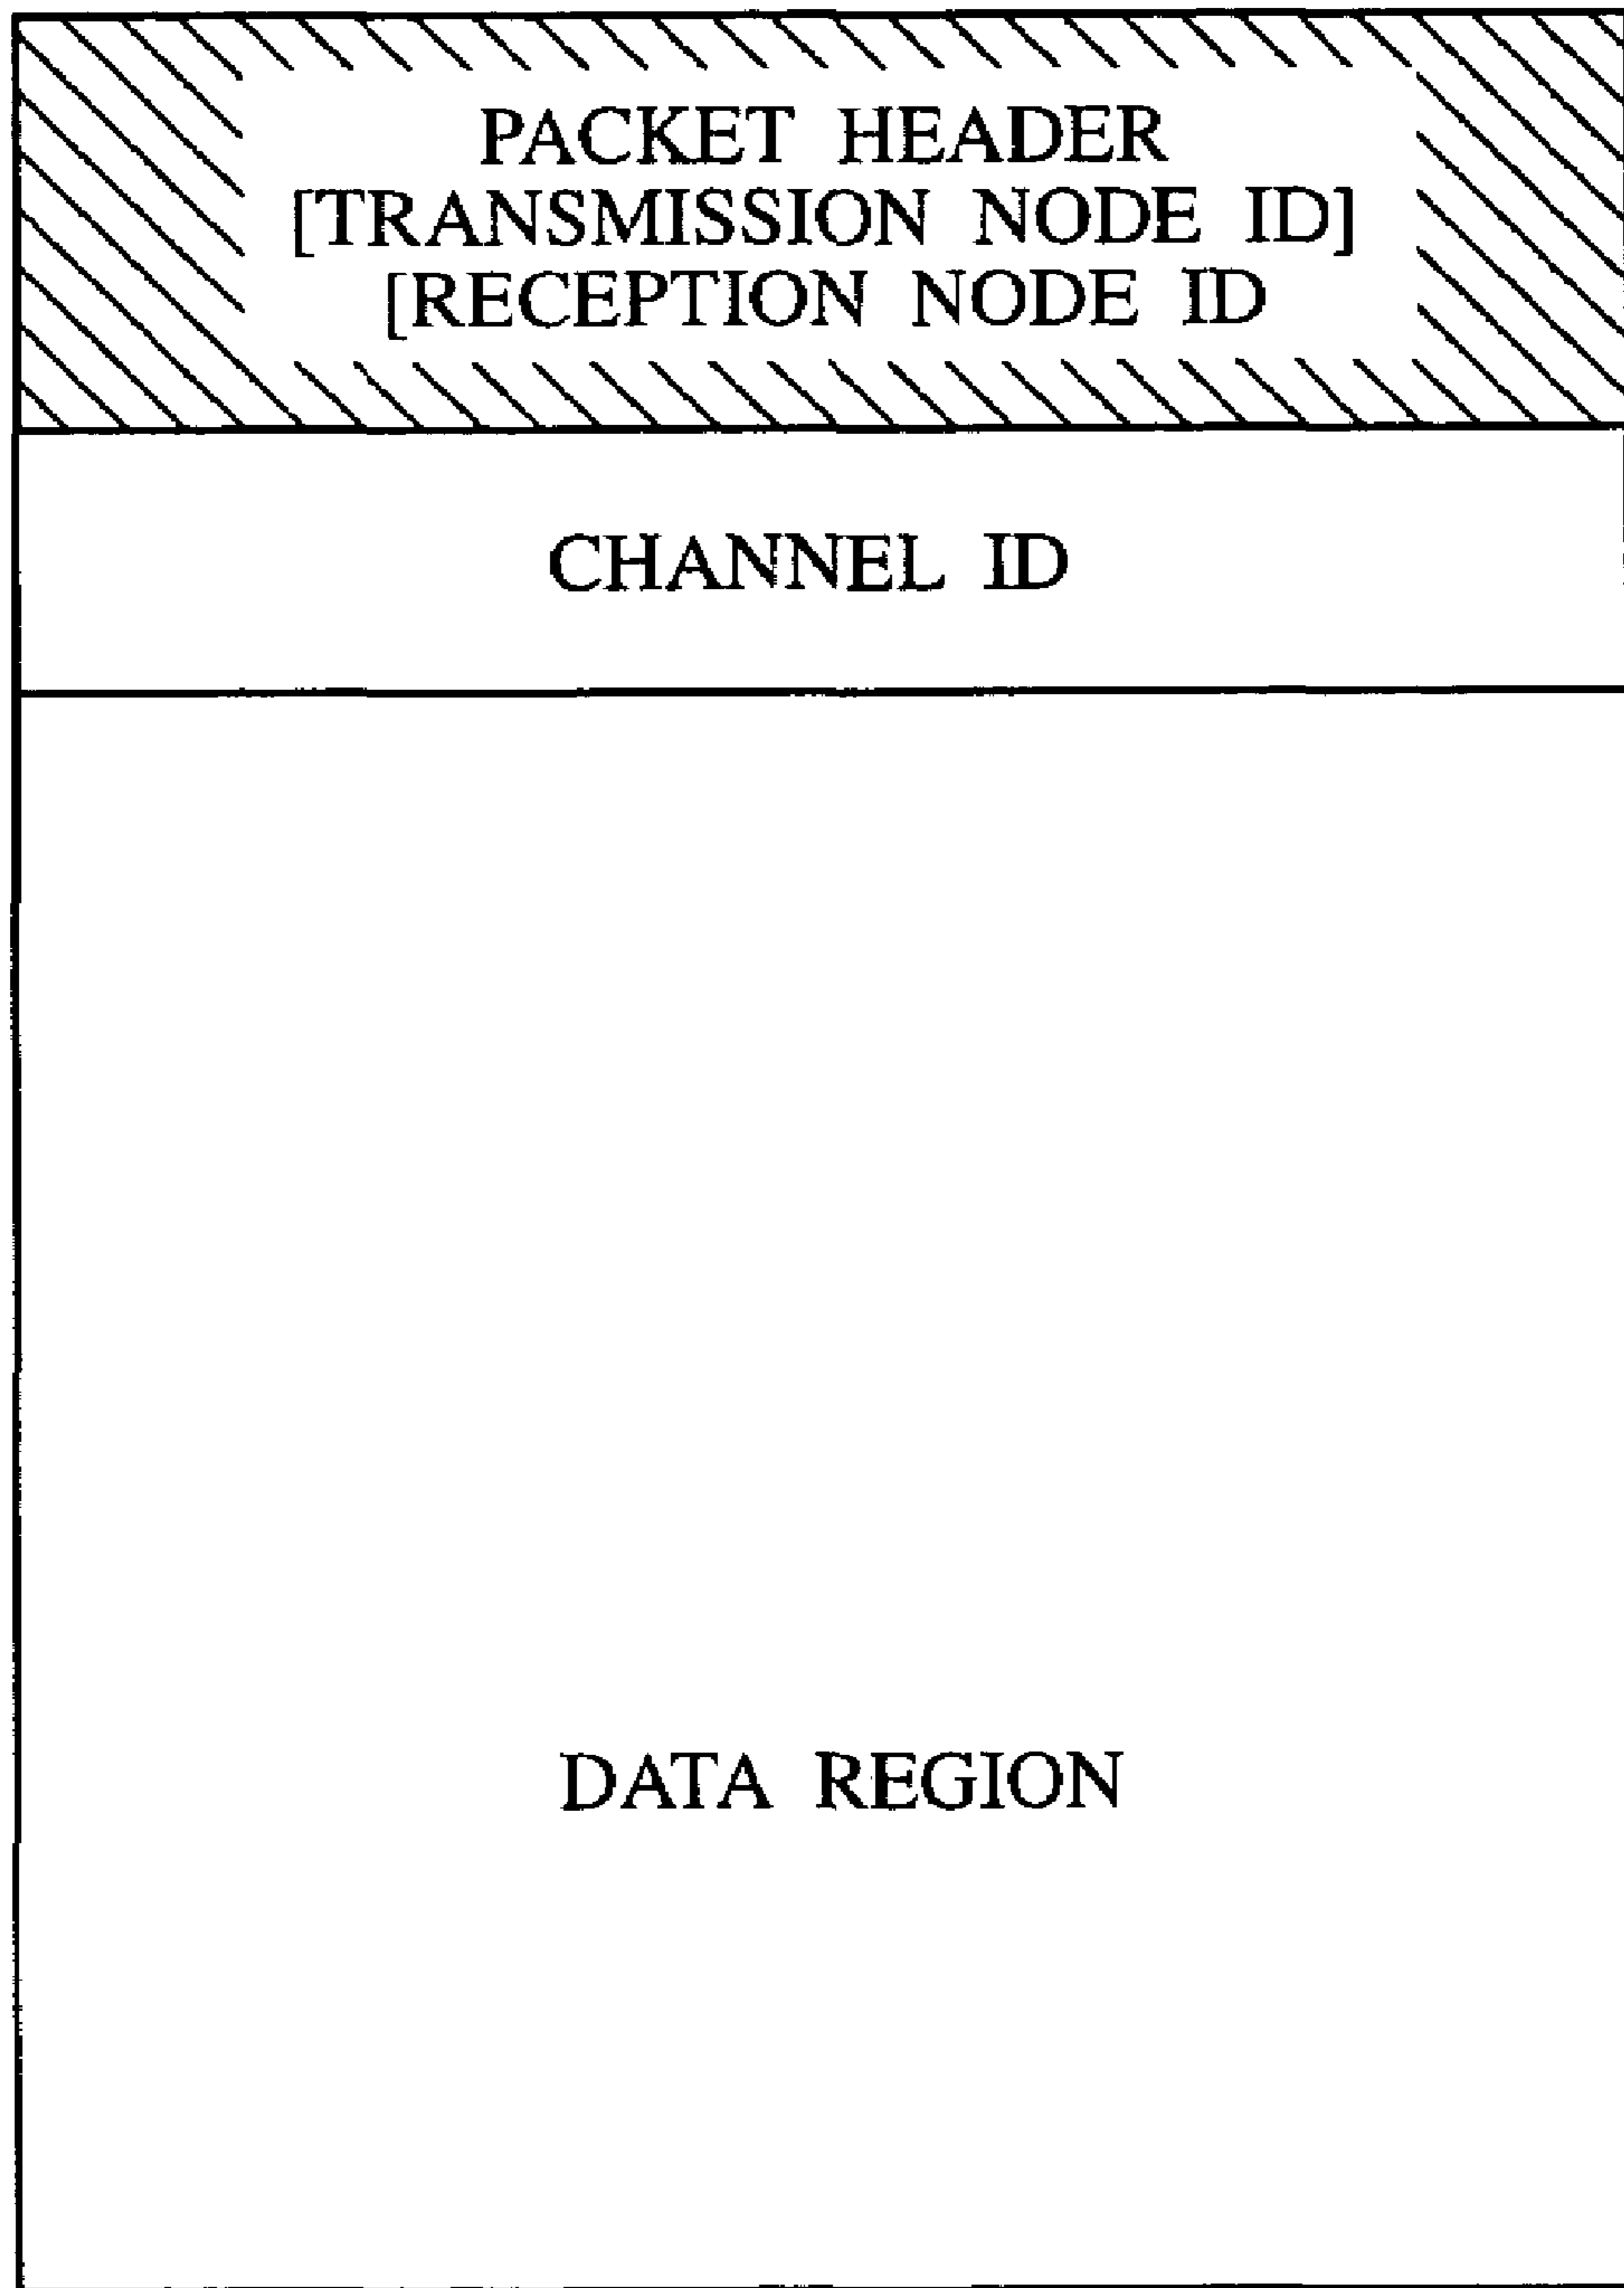 PACKET HEADER
[TRANSMISSION NODE ID]
[RECEPTION NODE ID
CHANNEL ID
DATA REGION